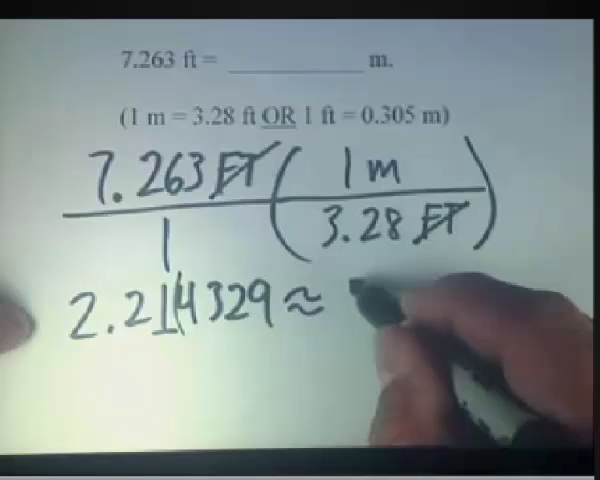 7.263 ft = __________ m.
(1 m = 3.28 ft OR 1 ft = 0.305 m)
7.263 FT ( 1 m
1 3.28 FT )
2.214329 ≈